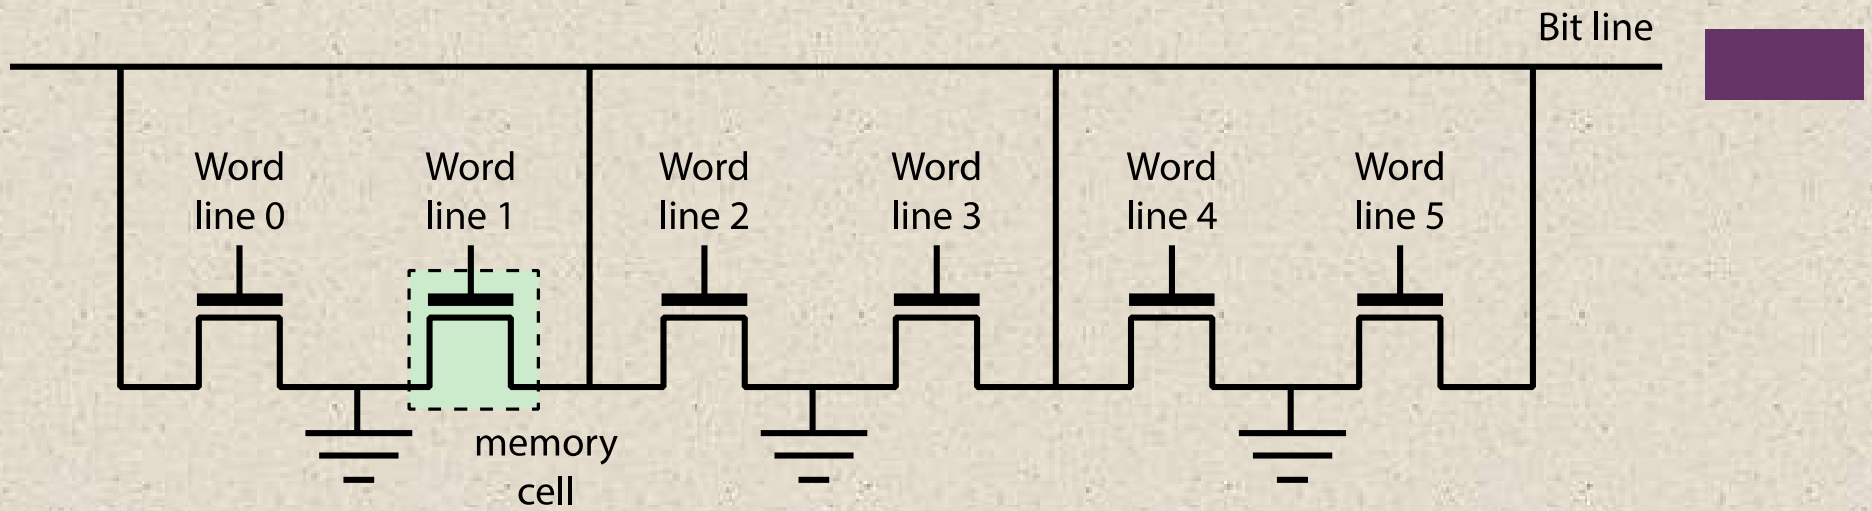 Bit line
Word
line 0
Word
line 1
Word
line 2
Word
line 3
Word
line 4
Word
line 5
memory
cell